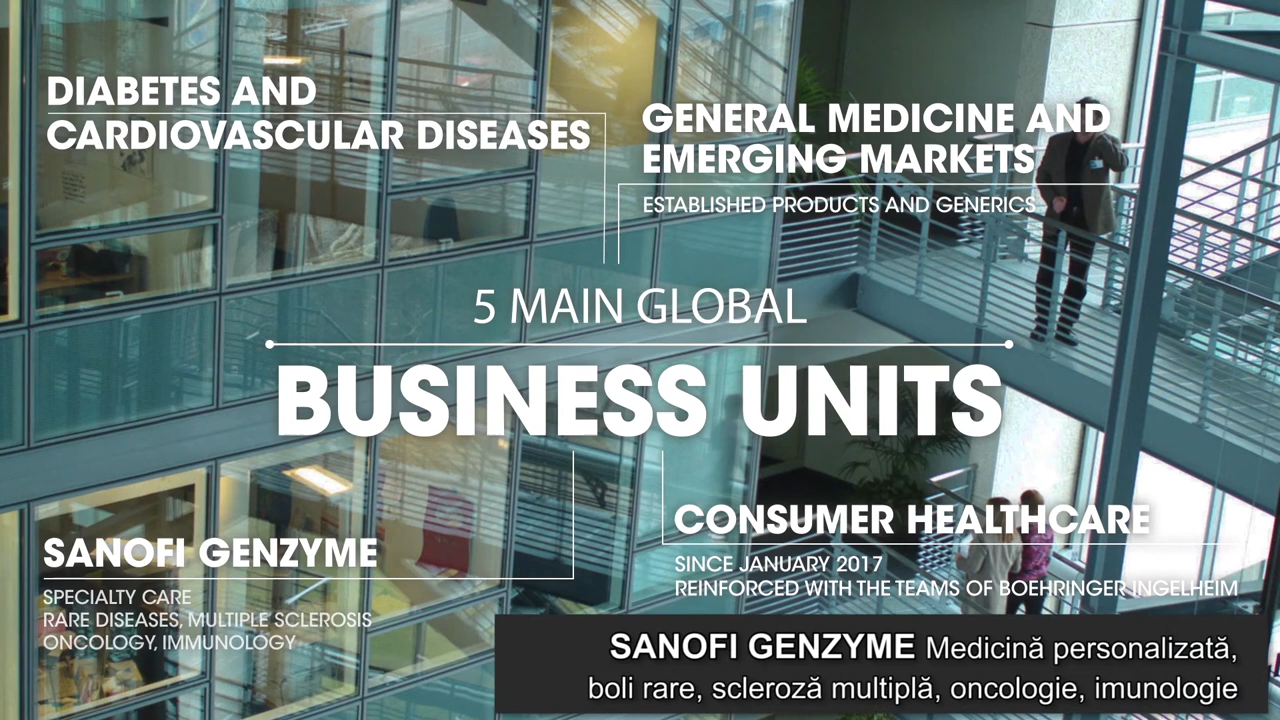 DIABETES AND
CARDIOVASCULAR DISEASES
GENERAL MEDICINE AND
EMERGING MARKETS
ESTABLISHED PRODUCTS AND GENERICS
5 MAIN GLOBAL
BUSINESS UNITS
SANOFI GENZYME
SPECIALTY CARE
RARE DISEASES, MULTIPLE SCLEROSIS
ONCOLOGY, IMMUNOLOGY
CONSUMER HEALTHCARE
SINCE JANUARY 2017
REINFORCED WITH THE TEAMS OF BOEHRINGER INGELHEIM
SANOFI GENZYME Medicină personalizată,
boli rare, scleroză multiplă, oncologie, imunologie